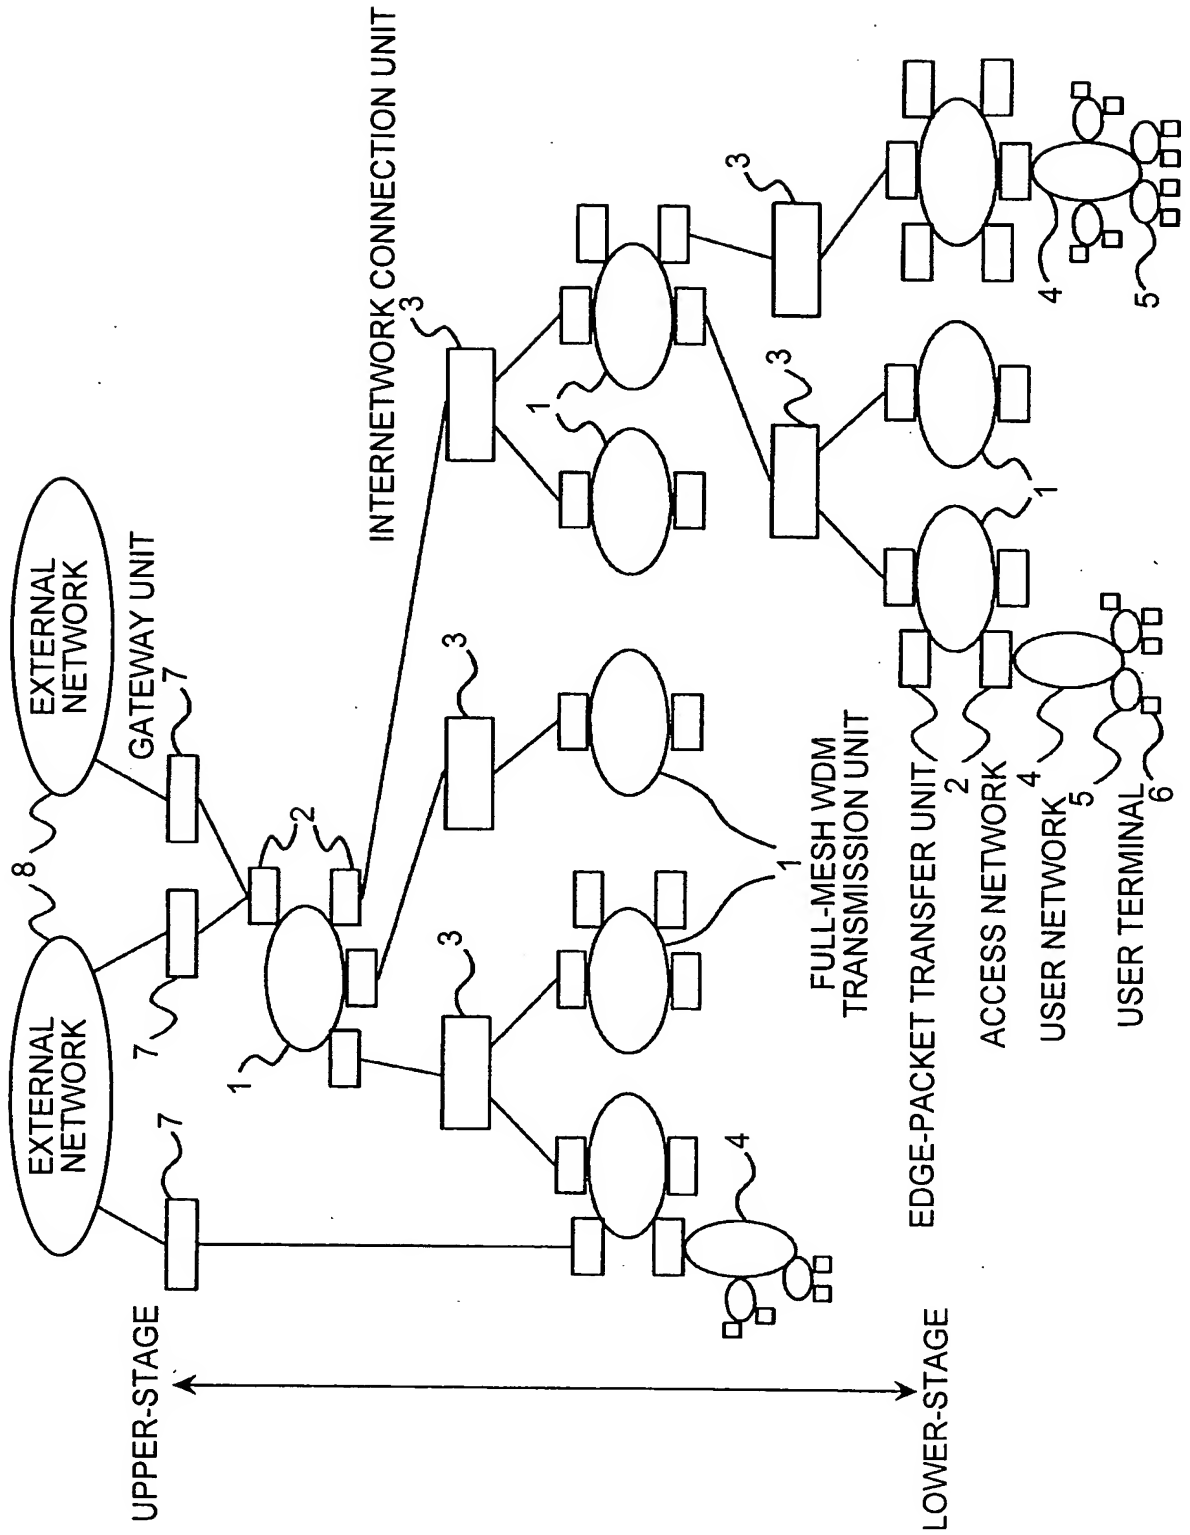 UPPER-STAGE
LOWER-STAGE
EXTERNAL
NETWORK
EXTERNAL
NETWORK
8
GATEWAY UNIT
7
7
7
INTERNETWORK CONNECTION UNIT
3
3
3
3
3
1
2
1
1
1
FULL-MESH WDM
TRANSMISSION UNIT
4
EDGE-PACKET TRANSFER UNIT
2
ACCESS NETWORK
4
USER NETWORK
5
USER TERMINAL
6
4
5